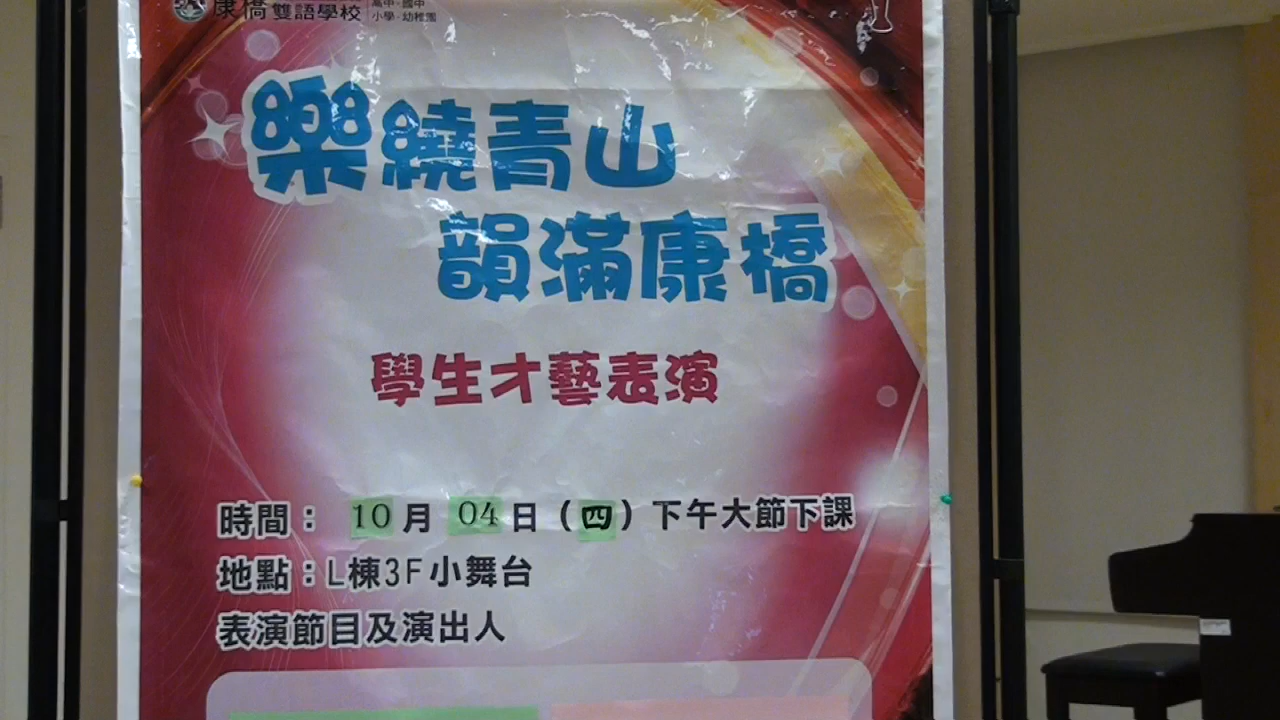 康橋雙語學校
高中·國中
小學·幼稚園
樂繞青山
韻滿康橋
學生才藝表演
時間：10月04日（四）下午大節下課
地點：L棟3F小舞台
表演節目及演出人